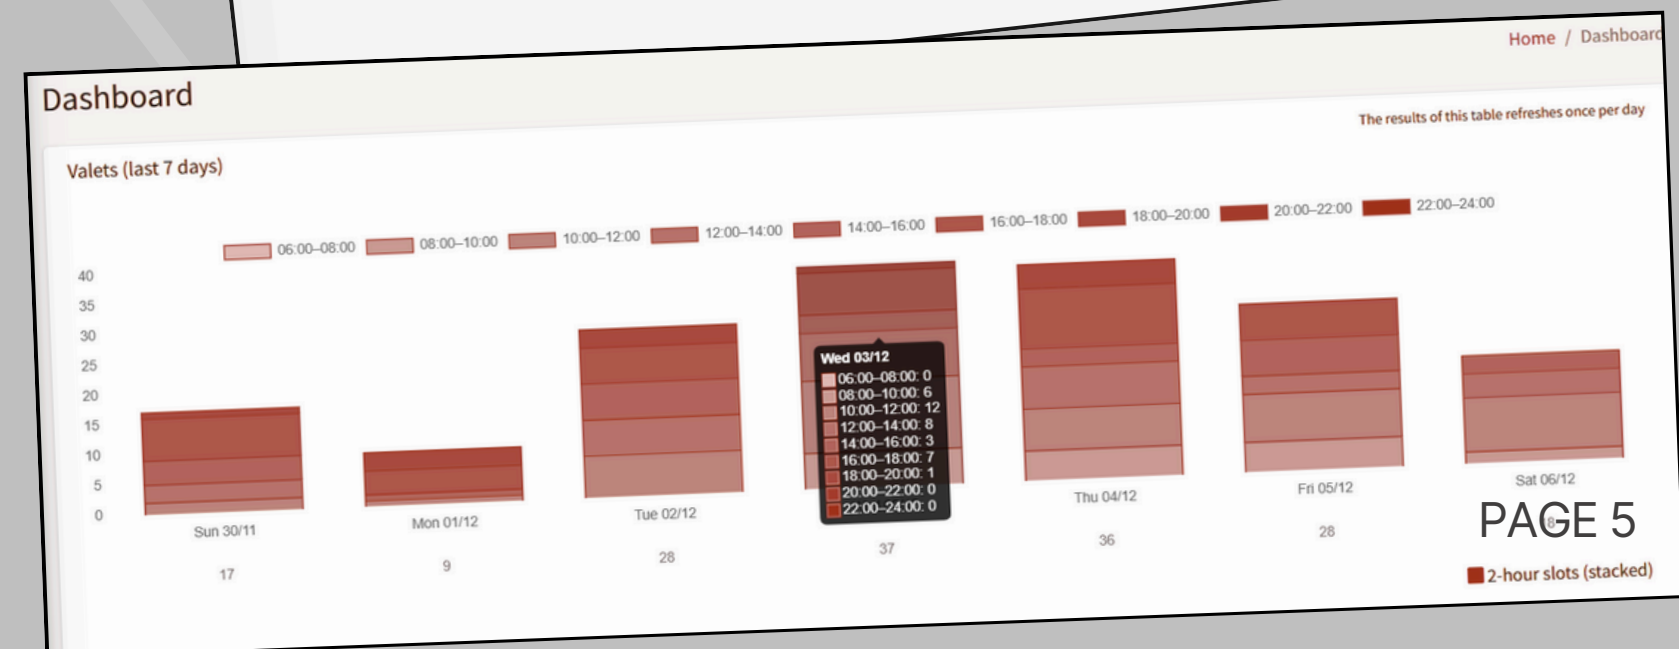 Home / Dashboard
Dashboard
The results of this table refreshes once per day
Valets (last 7 days)
06:00–08:00 08:00–10:00 10:00–12:00 12:00–14:00 14:00–16:00 16:00–18:00 18:00–20:00 20:00–22:00 22:00–24:00
40
35
30
25
20
15
10
5
0
Wed 03/12
06:00–08:00: 0
08:00–10:00: 6
10:00–12:00: 12
12:00–14:00: 8
14:00–16:00: 3
16:00–18:00: 7
18:00–20:00: 1
20:00–22:00: 0
22:00–24:00: 0
Sun 30/11 Mon 01/12 Tue 02/12 Thu 04/12 Fri 05/12 Sat 06/12
17 9 28 37 36 28
PAGE 5
2-hour slots (stacked)